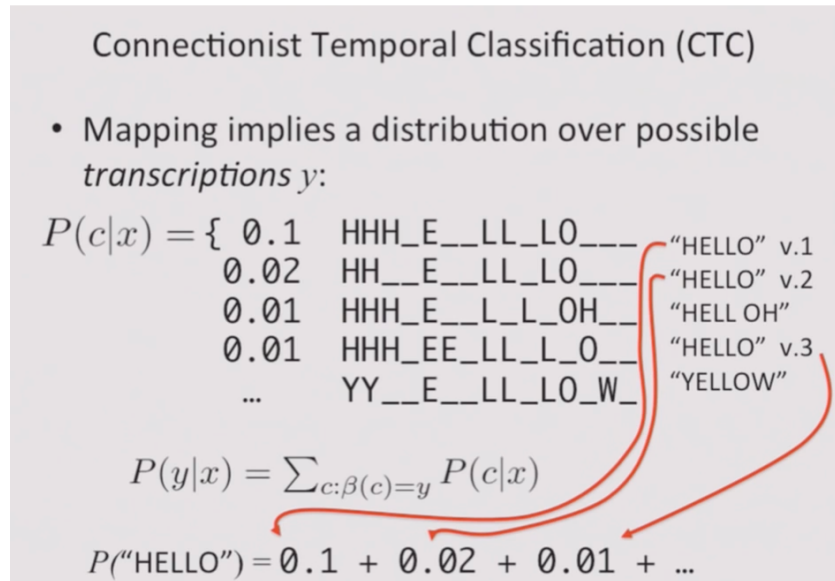 Connectionist Temporal Classification (CTC)
• Mapping implies a distribution over possible
transcriptions y:
P(c|x) = { 0.1 HHH_E__LL_LO___ “HELLO” v.1
0.02 HH__E__LL_LO___ “HELLO” v.2
0.01 HHH_E__L_L_OH__ “HELL OH”
0.01 HHH_EE_LL_L_O__ “HELLO” v.3
… YY__E__LL_LO_W_ “YELLOW”
P(y|x) = ∑c:β(c)=y P(c|x)
P(“HELLO”) = 0.1 + 0.02 + 0.01 + …